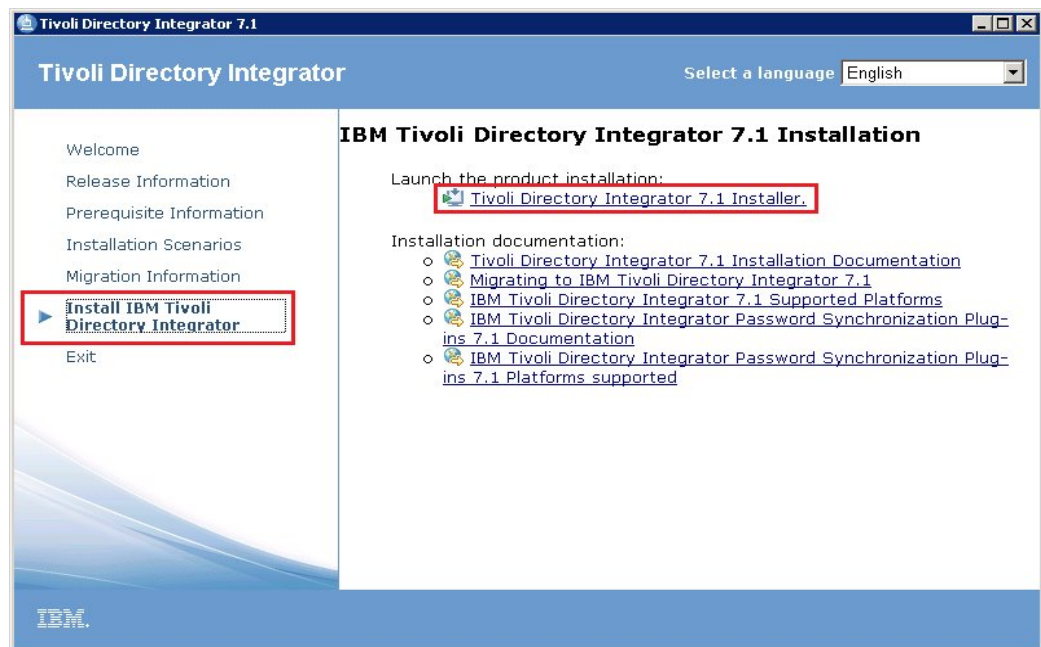 Tivoli Directory Integrator 7.1
Tivoli Directory Integrator
Select a language English
Welcome
Release Information
Prerequisite Information
Installation Scenarios
Migration Information
Install IBM Tivoli
Directory Integrator
Exit
IBM Tivoli Directory Integrator 7.1 Installation
Launch the product installation:
Tivoli Directory Integrator 7.1 Installer.
Installation documentation:
Tivoli Directory Integrator 7.1 Installation Documentation
Migrating to IBM Tivoli Directory Integrator 7.1
IBM Tivoli Directory Integrator 7.1 Supported Platforms
IBM Tivoli Directory Integrator Password Synchronization Plug-
ins 7.1 Documentation
IBM Tivoli Directory Integrator Password Synchronization Plug-
ins 7.1 Platforms supported
IBM.